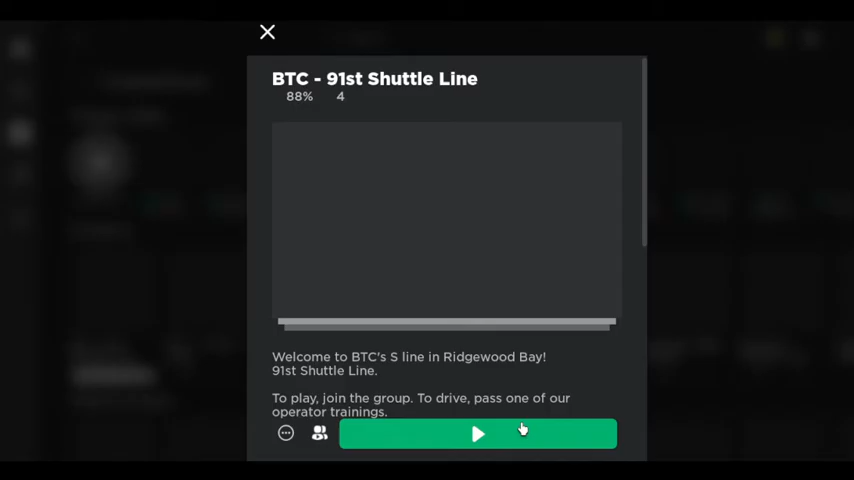 BTC - 91st Shuttle Line
88% 4
Welcome to BTC's S line in Ridgewood Bay!
91st Shuttle Line.
To play, join the group. To drive, pass one of our
operator trainings.